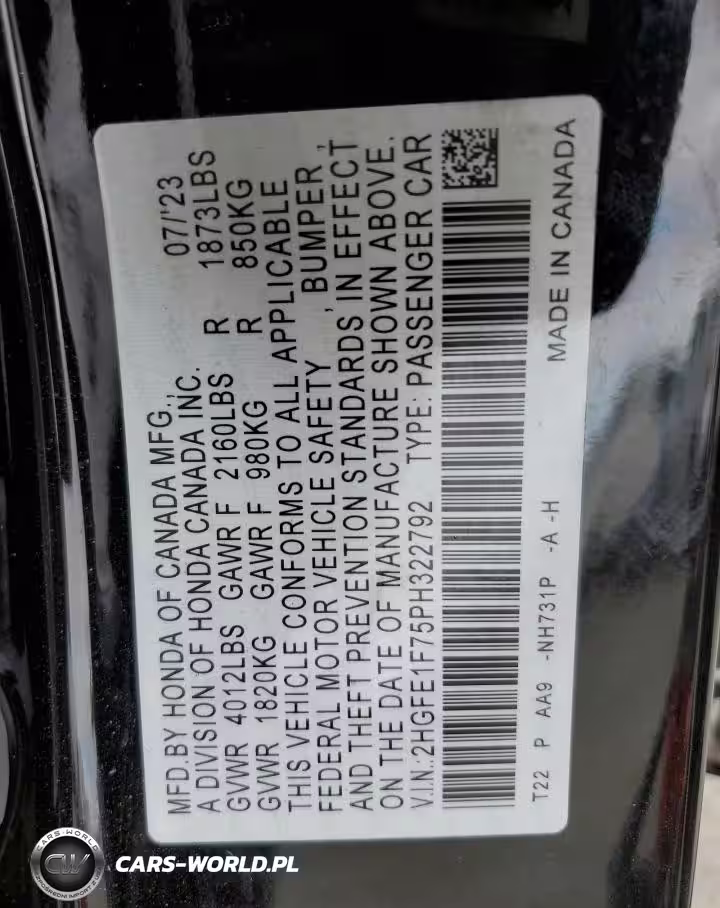 MFD.BY HONDA OF CANADA MFG., 07/'23
A DIVISION OF HONDA CANADA INC.
GVWR 4012LBS GAWR F 2160LBS R 1873LBS
GVWR 1820KG GAWR F 980KG R 850KG
THIS VEHICLE CONFORMS TO ALL APPLICABLE
FEDERAL MOTOR VEHICLE SAFETY , BUMPER ,
AND THEFT PREVENTION STANDARDS IN EFFECT
ON THE DATE OF MANUFACTURE SHOWN ABOVE.
V.I.N.:2HGFE1F75PH322792 TYPE: PASSENGER CAR
T22 P AA9 -NH731P -A -H MADE IN CANADA
CARS-WORLD
CW
CARS-WORLD.PL